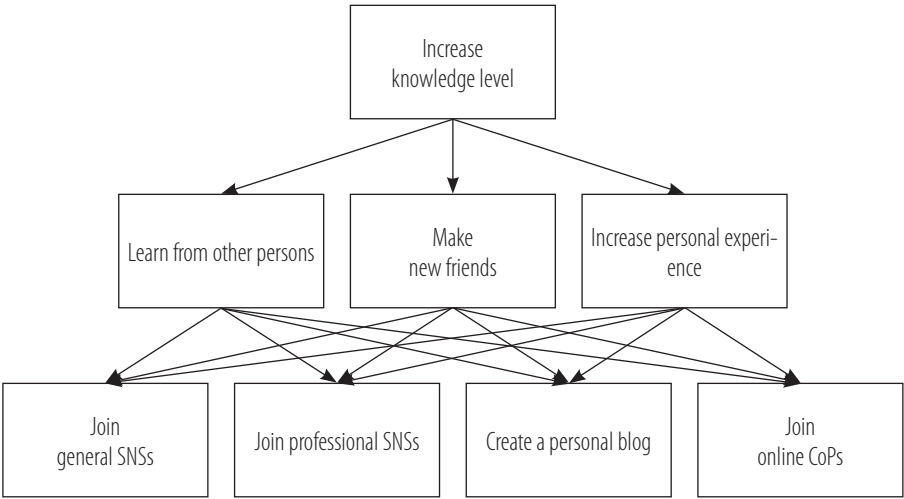 Increase
knowledge level
Learn from other persons
Make
new friends
Increase personal experi-
ence
Join
general SNSs
Join professional SNSs
Create a personal blog
Join
online CoPs